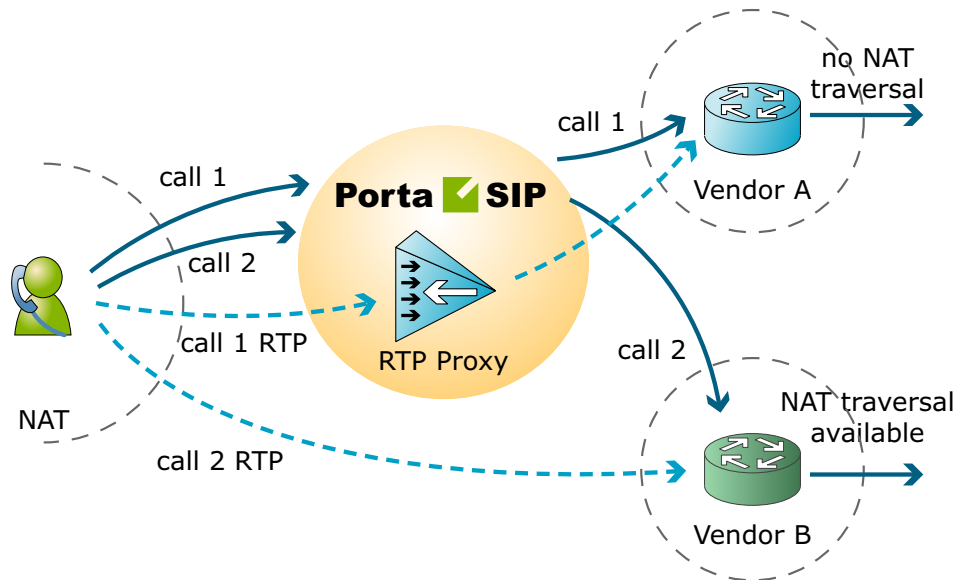 no NAT
traversal
call 1
Vendor A
call 1
Porta SIP
call 2
call 1 RTP
RTP Proxy
call 2
NAT
NAT traversal
available
call 2 RTP
Vendor B